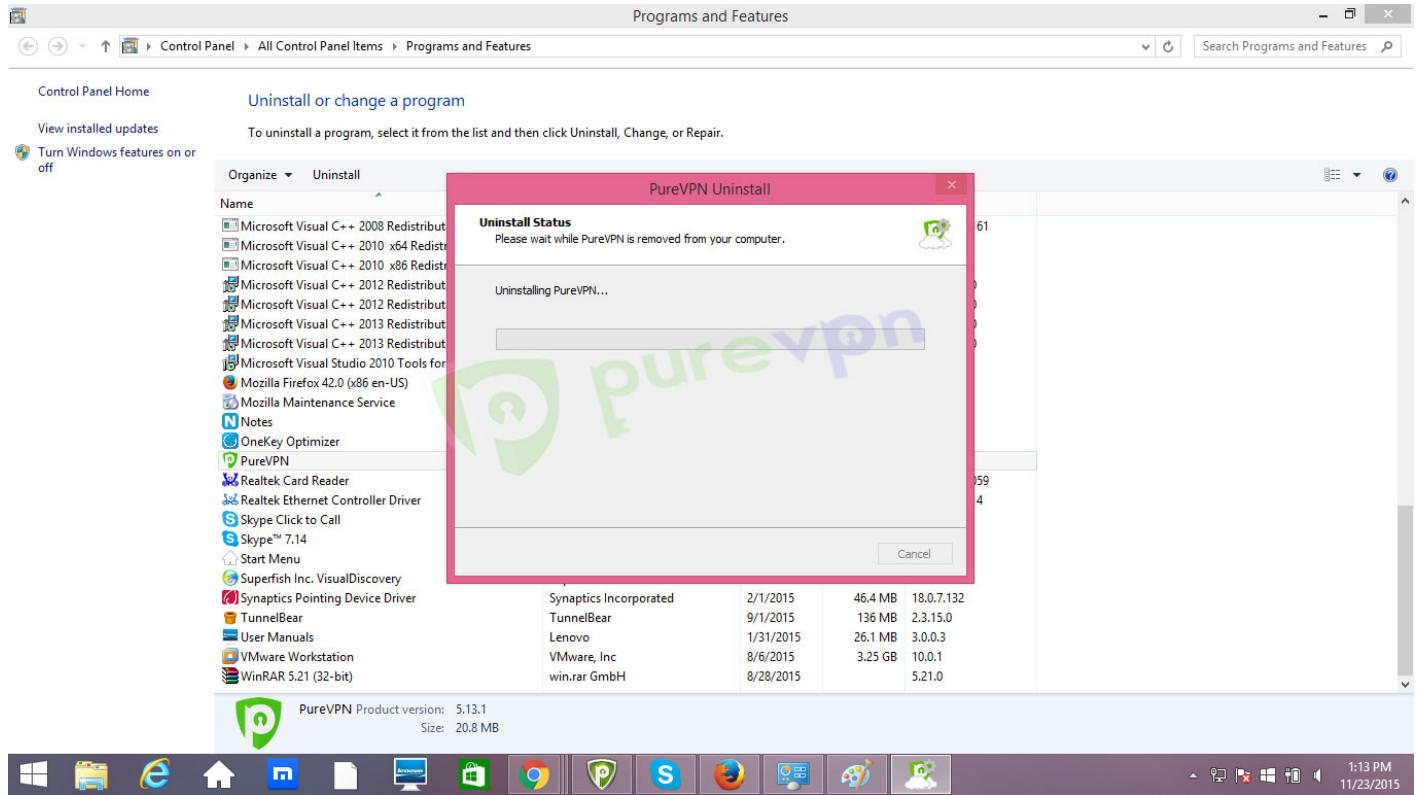 Programs and Features
Control Panel All Control Panel Items Programs and Features
Search Programs and Features
Control Panel Home
View installed updates
Turn Windows features on or off
Uninstall or change a program
To uninstall a program, select it from the list and then click Uninstall, Change, or Repair.
Organize Uninstall
Name
Microsoft Visual C++ 2008 Redistribut 61
Microsoft Visual C++ 2010 x64 Redistr
Microsoft Visual C++ 2010 x86 Redistr
Microsoft Visual C++ 2012 Redistribut
Microsoft Visual C++ 2012 Redistribut
Microsoft Visual C++ 2013 Redistribut
Microsoft Visual C++ 2013 Redistribut
Microsoft Visual Studio 2010 Tools for
Mozilla Firefox 42.0 (x86 en-US)
Mozilla Maintenance Service
Notes
OneKey Optimizer
PureVPN
Realtek Card Reader 059
Realtek Ethernet Controller Driver 4
Skype Click to Call
Skype™ 7.14
Start Menu
Superfish Inc. VisualDiscovery
Synaptics Pointing Device Driver Synaptics Incorporated 2/1/2015 46.4 MB 18.0.7.132
TunnelBear TunnelBear 9/1/2015 136 MB 2.3.15.0
User Manuals Lenovo 1/31/2015 26.1 MB 3.0.0.3
VMware Workstation VMware, Inc 8/6/2015 3.25 GB 10.0.1
WinRAR 5.21 (32-bit) win.rar GmbH 8/28/2015 5.21.0
PureVPN Uninstall
Uninstall Status
Please wait while PureVPN is removed from your computer.
Uninstalling PureVPN...
purevpn
Cancel
PureVPN Product version: 5.13.1
Size: 20.8 MB
1:13 PM
11/23/2015